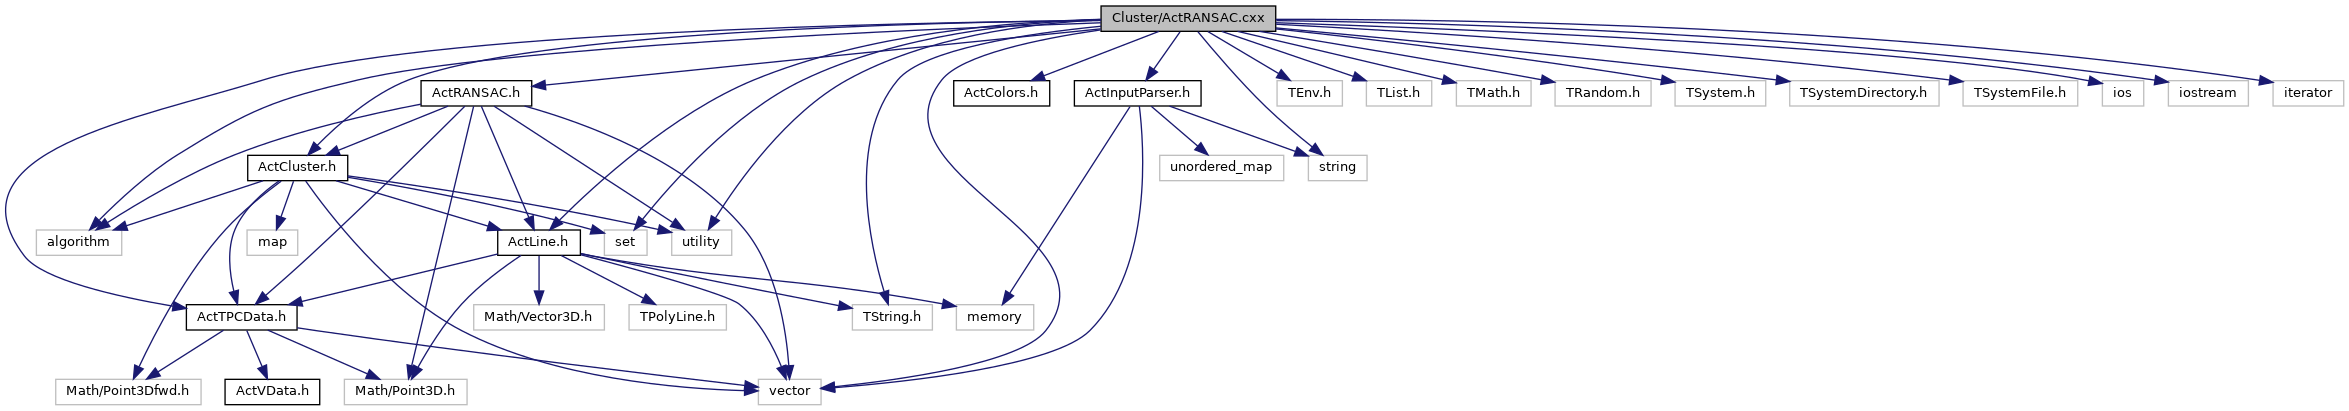 Cluster/ActRANSAC.cxx
ActRANSAC.h
ActColors.h
ActInputParser.h
TEnv.h
TList.h
TMath.h
TRandom.h
TSystem.h
TSystemDirectory.h
TSystemFile.h
ios
iostream
iterator
ActCluster.h
unordered_map
string
algorithm
map
ActLine.h
set
utility
ActTPCData.h
Math/Vector3D.h
TPolyLine.h
TString.h
memory
Math/Point3Dfwd.h
ActVData.h
Math/Point3D.h
vector